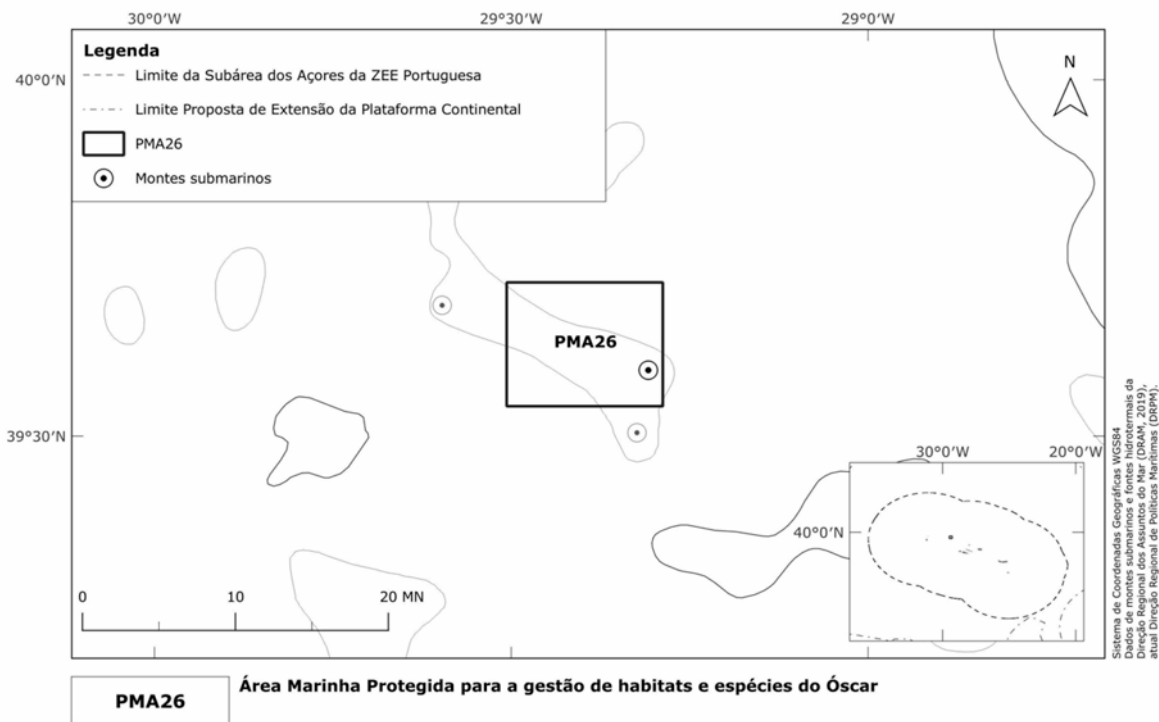 30°0’W
29°30’W
29°0’W
Legenda
Limite da Subárea dos Açores da ZEE Portuguesa
Limite Proposta de Extensão da Plataforma Continental
PMA26
Montes submarinos
40°0’N
N
PMA26
39°30’N
30°0’W
20°0’W
40°0’N
0
10
20 MN
Sistema de Coordenadas Geográficas WGS84
Dados de montes submarinos e fontes hidrotermais da
Direção Regional dos Assuntos do Mar (DRAM, 2019),
atual Direção Regional de Políticas Marítimas (DRPM).
PMA26
Área Marinha Protegida para a gestão de habitats e espécies do Óscar